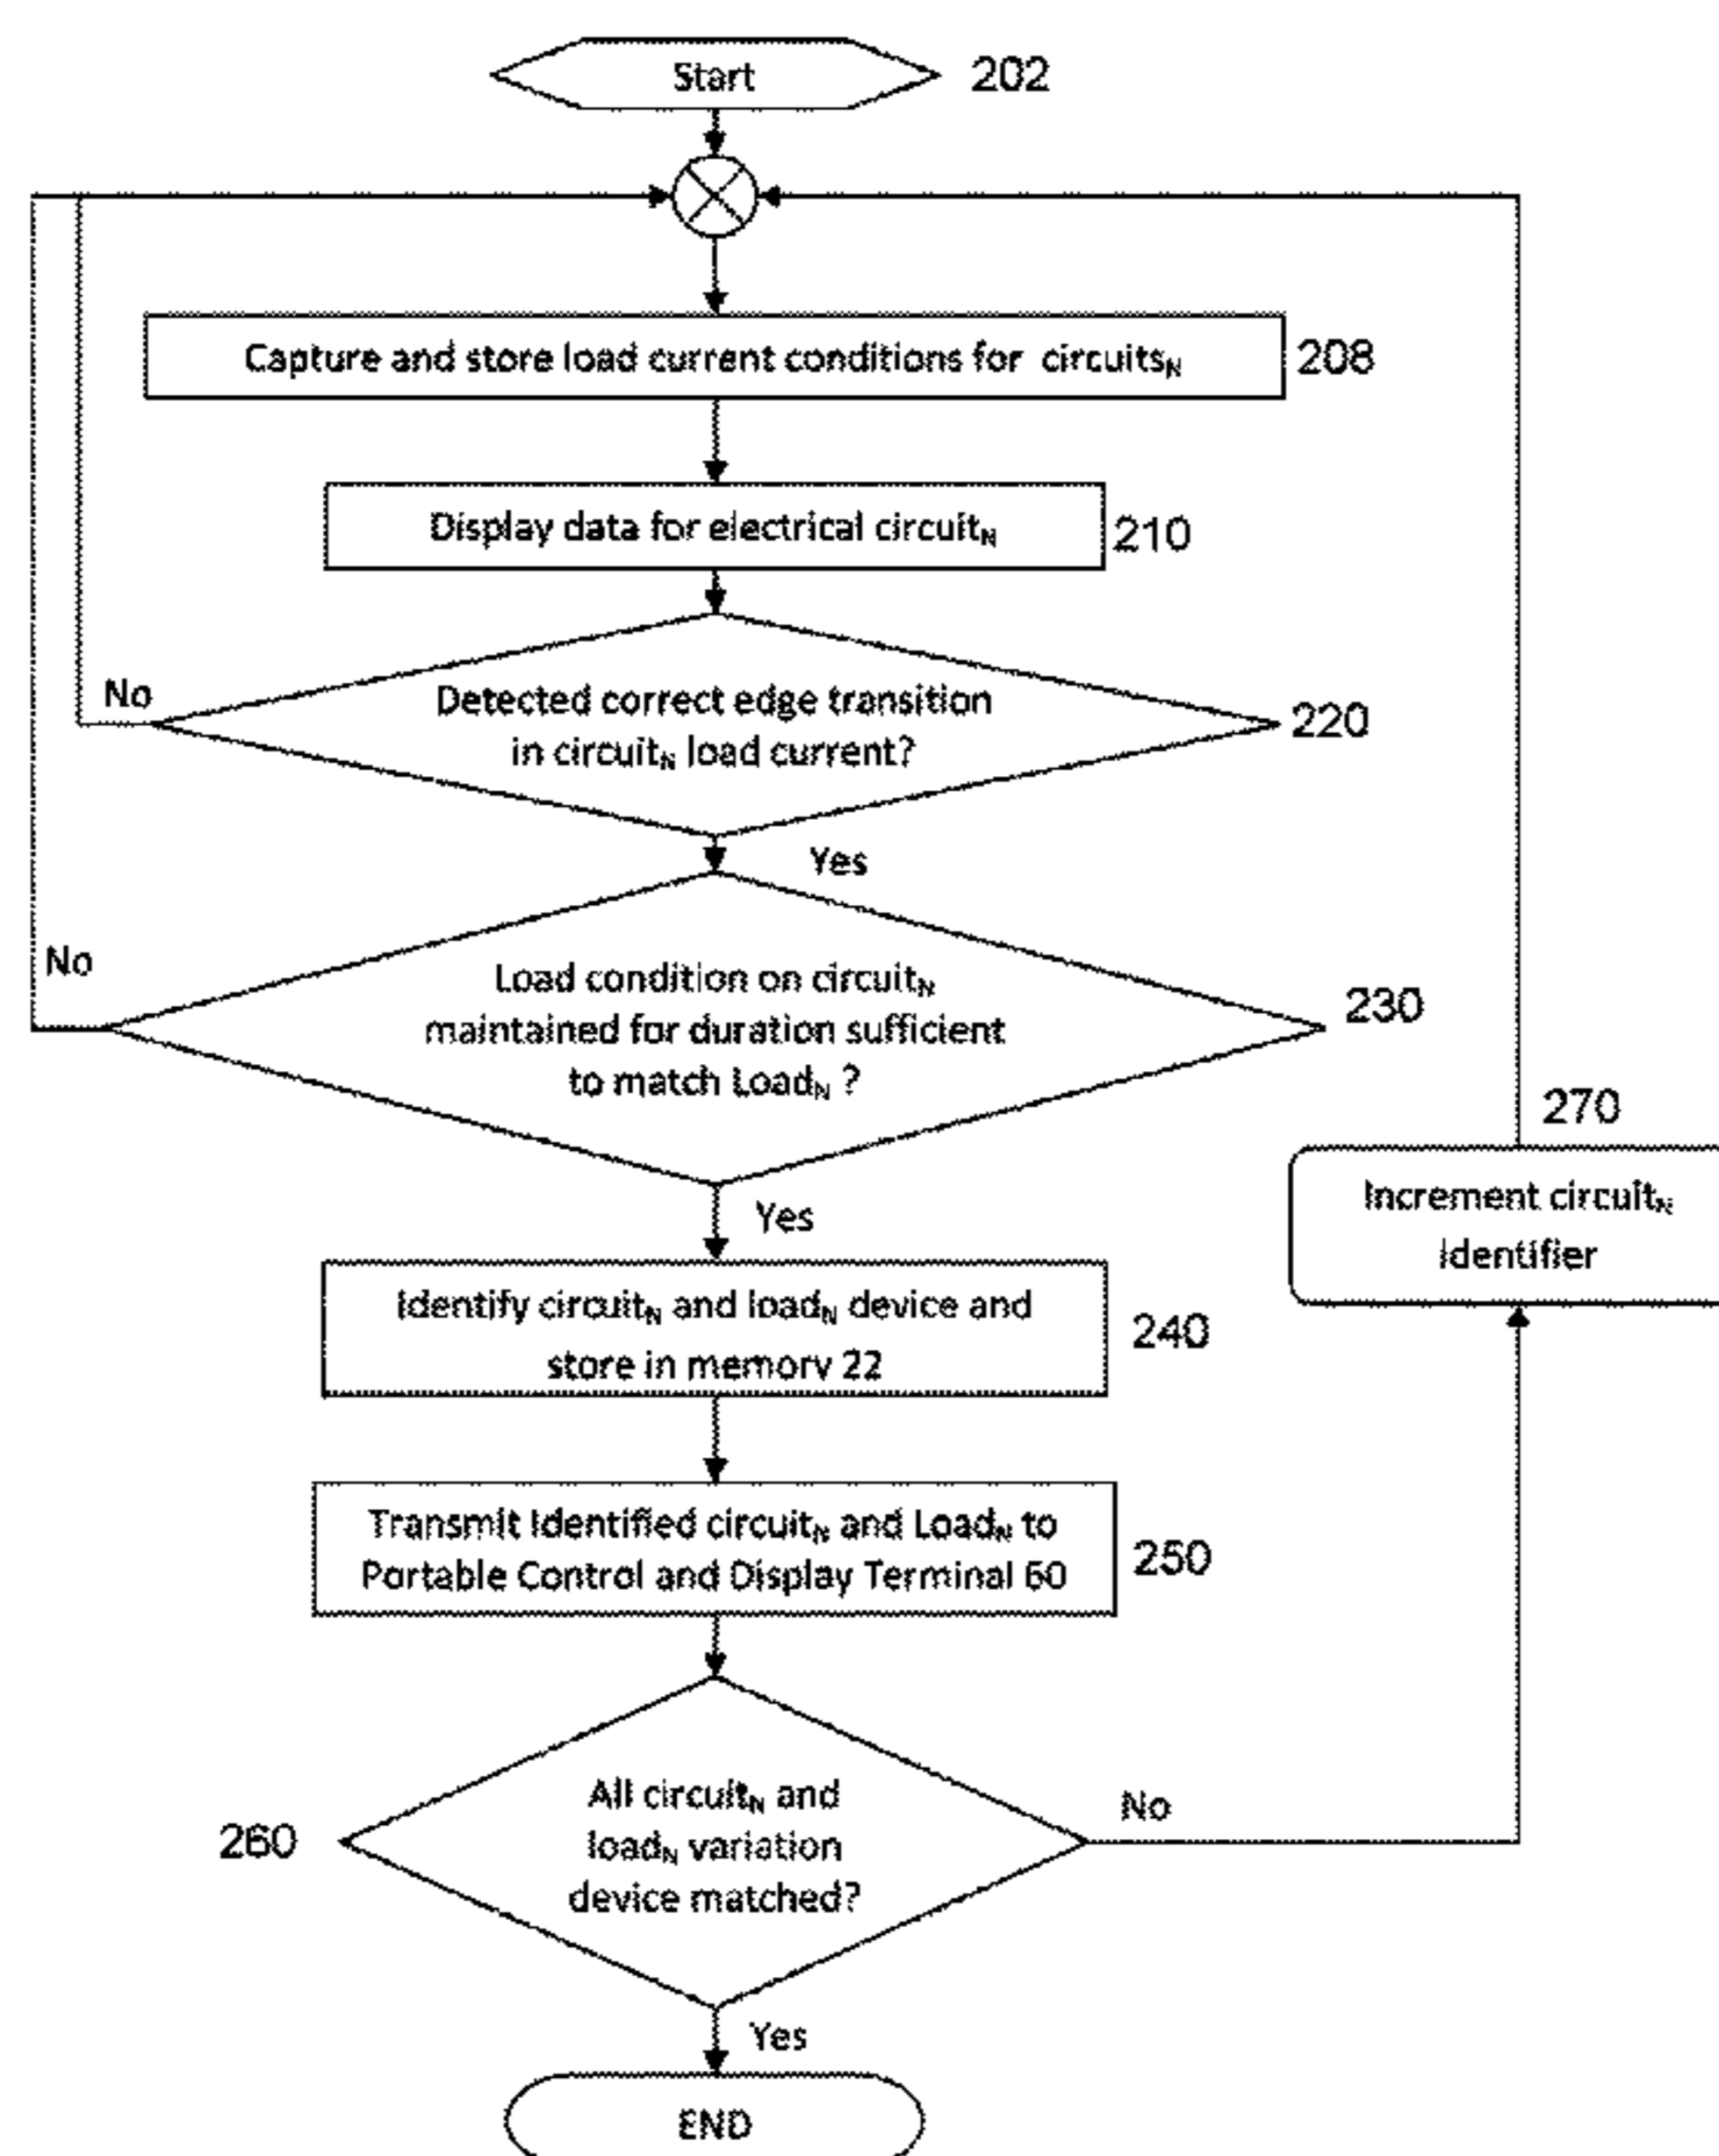 Start
202
Capture and store load current conditions for circuitsN
208
Display data for electrical circuitN
210
No
Detected correct edge transition
in circuitN load current?
220
Yes
No
Load condition on circuitN
maintained for duration sufficient
to match LoadN ?
230
Yes
270
Increment circuitN
Identifier
Identify circuitN and loadN device and
store in memory 22
240
Transmit Identified circuitN and LoadN to
Portable Control and Display Terminal 60
250
All circuitN and
loadN variation
device matched?
260
No
Yes
END